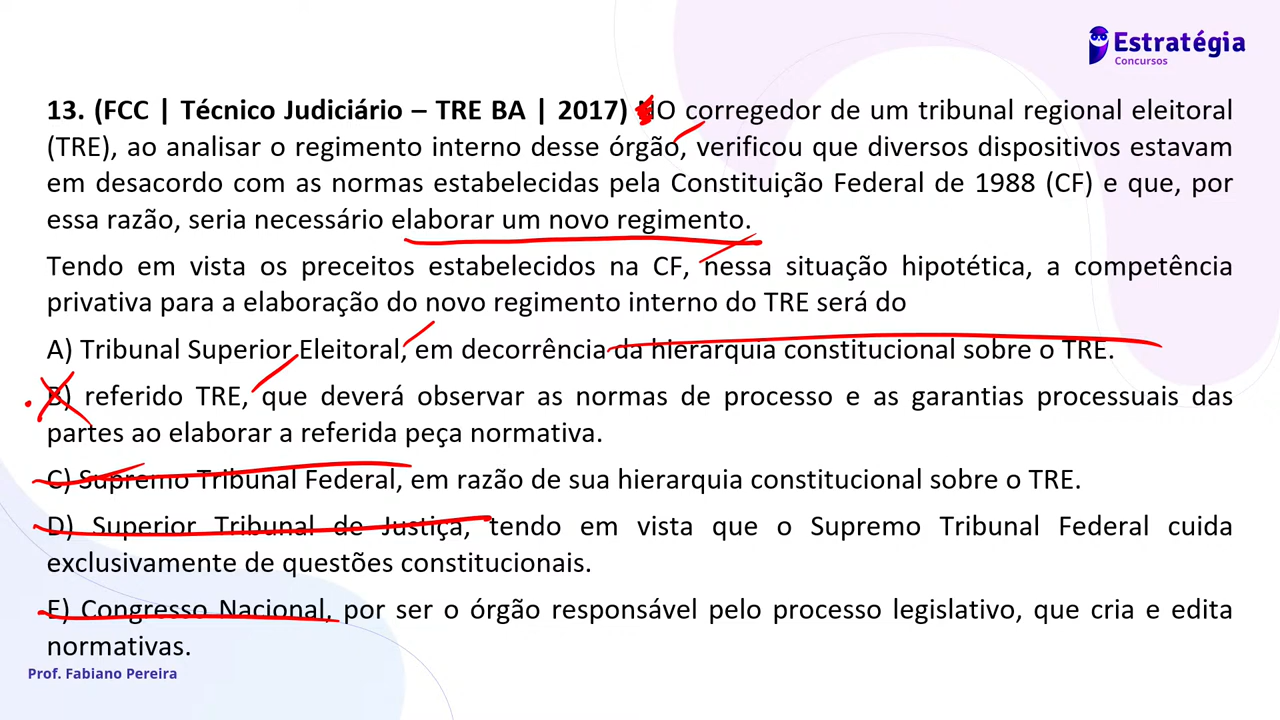 Estratégia
Concursos
13. (FCC | Técnico Judiciário – TRE BA | 2017) NO corregedor de um tribunal regional eleitoral
(TRE), ao analisar o regimento interno desse órgão, verificou que diversos dispositivos estavam
em desacordo com as normas estabelecidas pela Constituição Federal de 1988 (CF) e que, por
essa razão, seria necessário elaborar um novo regimento.
Tendo em vista os preceitos estabelecidos na CF, nessa situação hipotética, a competência
privativa para a elaboração do novo regimento interno do TRE será do
A) Tribunal Superior Eleitoral, em decorrência da hierarquia constitucional sobre o TRE.
B) referido TRE, que deverá observar as normas de processo e as garantias processuais das
partes ao elaborar a referida peça normativa.
C) Supremo Tribunal Federal, em razão de sua hierarquia constitucional sobre o TRE.
D) Superior Tribunal de Justiça, tendo em vista que o Supremo Tribunal Federal cuida
exclusivamente de questões constitucionais.
E) Congresso Nacional, por ser o órgão responsável pelo processo legislativo, que cria e edita
normativas.
Prof. Fabiano Pereira